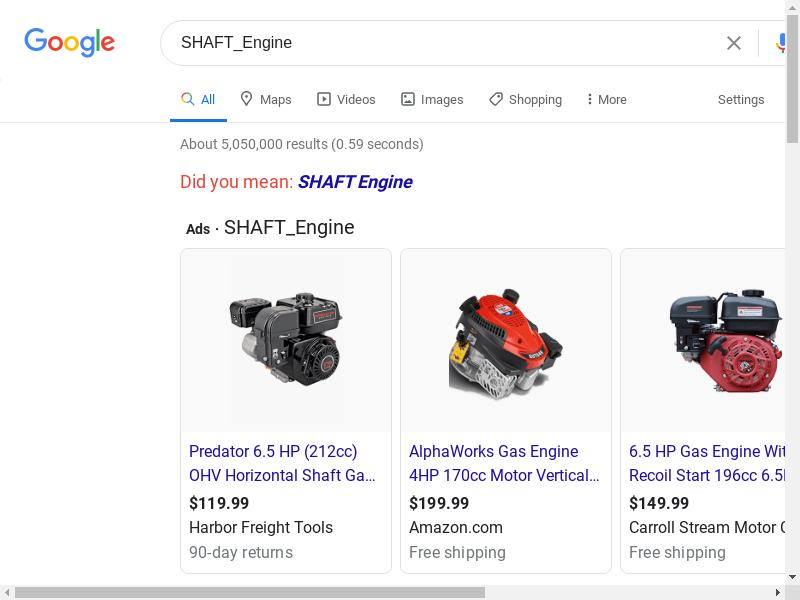 Google
SHAFT_Engine
All
Maps
Videos
Images
Shopping
More
Settings
About 5,050,000 results (0.59 seconds)
Did you mean: SHAFT Engine
Ads · SHAFT_Engine
Predator 6.5 HP (212cc)
OHV Horizontal Shaft Ga...
$119.99
Harbor Freight Tools
90-day returns
AlphaWorks Gas Engine
4HP 170cc Motor Vertical...
$199.99
Amazon.com
Free shipping
6.5 HP Gas Engine Wit
Recoil Start 196cc 6.5
$149.99
Carroll Stream Motor
Free shipping